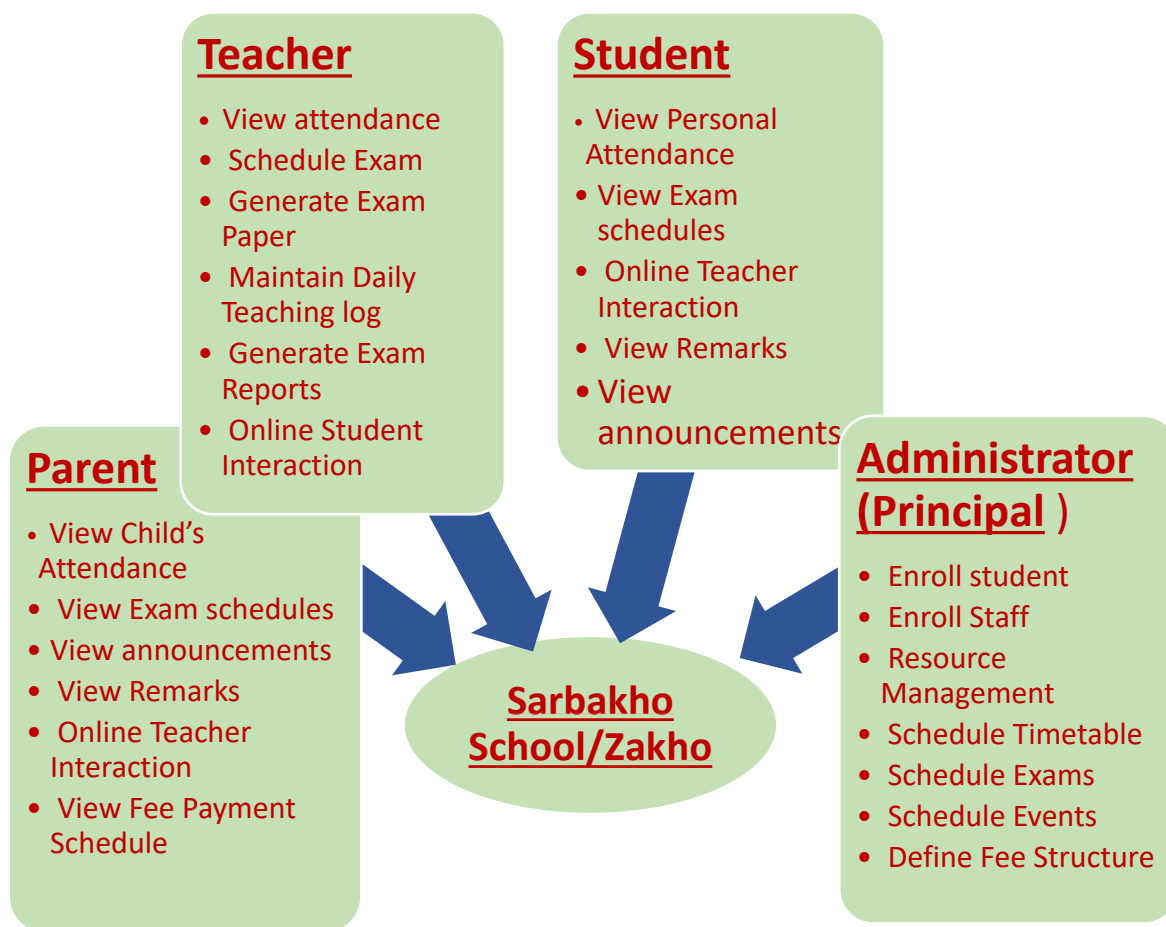 Teacher
• View attendance
• Schedule Exam
• Generate Exam
Paper
• Maintain Daily
Teaching log
• Generate Exam
Reports
• Online Student
Interaction
Student
• View Personal
Attendance
• View Exam
schedules
• Online Teacher
Interaction
• View Remarks
• View
announcements
Parent
• View Child’s
Attendance
• View Exam schedules
• View announcements
• View Remarks
• Online Teacher
Interaction
• View Fee Payment
Schedule
Administrator
(Principal )
• Enroll student
• Enroll Staff
• Resource
Management
• Schedule Timetable
• Schedule Exams
• Schedule Events
• Define Fee Structure
Sarbakho
School/Zakho